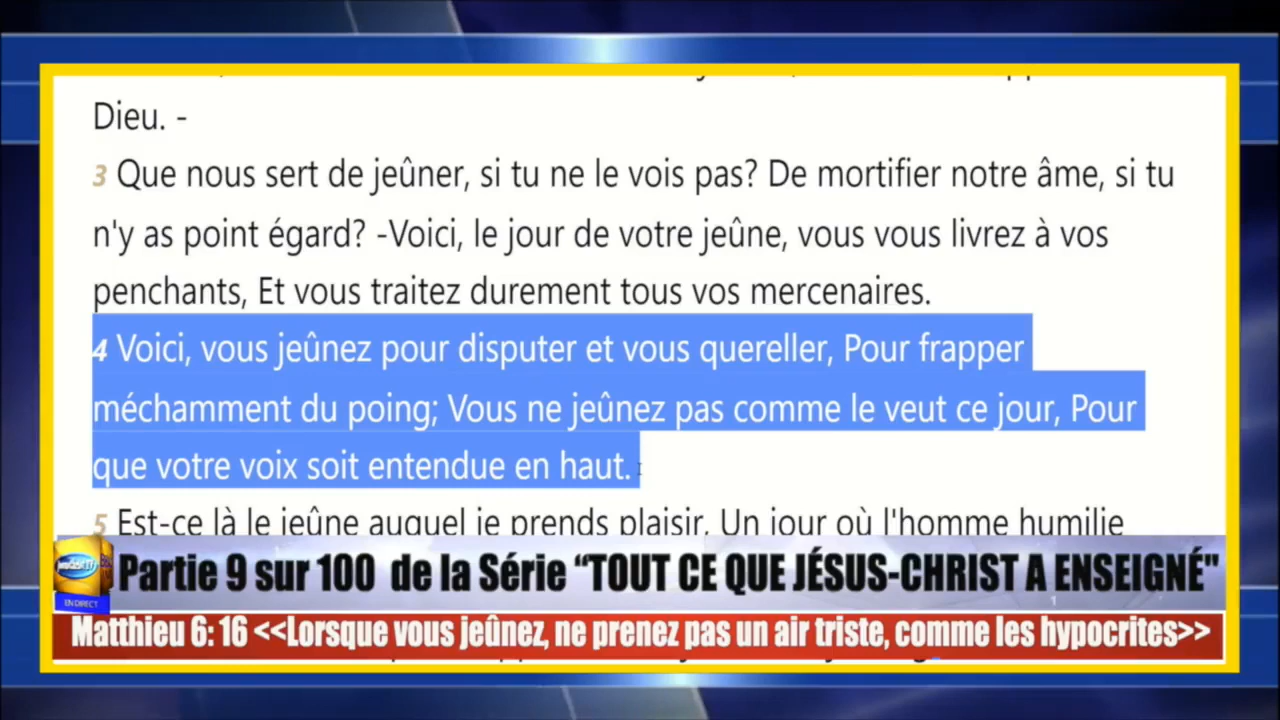 Dieu. -
3 Que nous sert de jeûner, si tu ne le vois pas? De mortifier notre âme, si tu
n'y as point égard? -Voici, le jour de votre jeûne, vous vous livrez à vos
penchants, Et vous traitez durement tous vos mercenaires.
4 Voici, vous jeûnez pour disputer et vous quereller, Pour frapper
méchamment du poing; Vous ne jeûnez pas comme le veut ce jour, Pour
que votre voix soit entendue en haut.
5 Est-ce là le jeûne auquel je prends plaisir, Un jour où l'homme humilie
EN DIRECT
Partie 9 sur 100 de la Série “TOUT CE QUE JÉSUS-CHRIST A ENSEIGNÉ"
Matthieu 6: 16 <<Lorsque vous jeûnez, ne prenez pas un air triste, comme les hypocrites>>